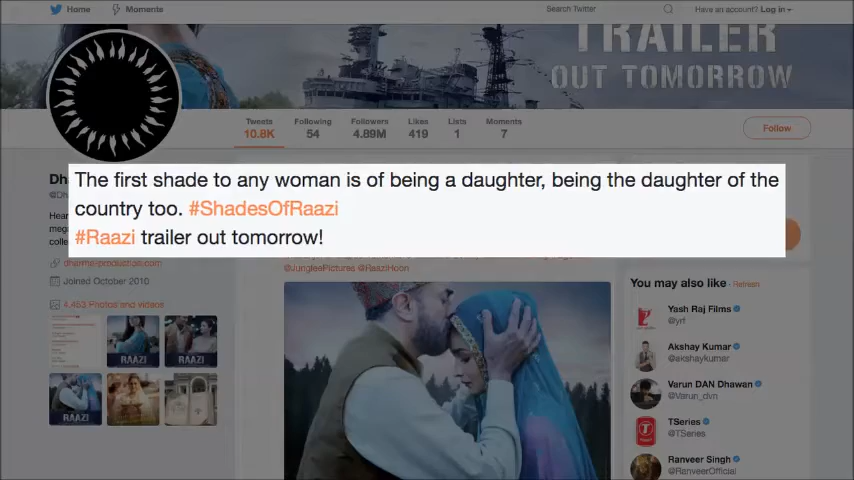 Home
Moments
Search Twitter
Have an account? Log in
TRAILER
OUT TOMORROW
Tweets
10.8K
Following
54
Followers
4.89M
Likes
419
Lists
1
Moments
7
Follow
The first shade to any woman is of being a daughter, being the daughter of the
country too. #ShadesOfRaazi
#Raazi trailer out tomorrow!
@JungleePictures @RaaziHoon
Joined October 2010
4,452 Photos and videos
RAAZI
RAAZI
RAAZI
RAAZI
You may also like · Refresh
Yash Raj Films
@yrf
Akshay Kumar
@akshaykumar
Varun DAN Dhawan
@Varun_dvn
TSeries
@TSeries
Ranveer Singh
@RanveerOfficial